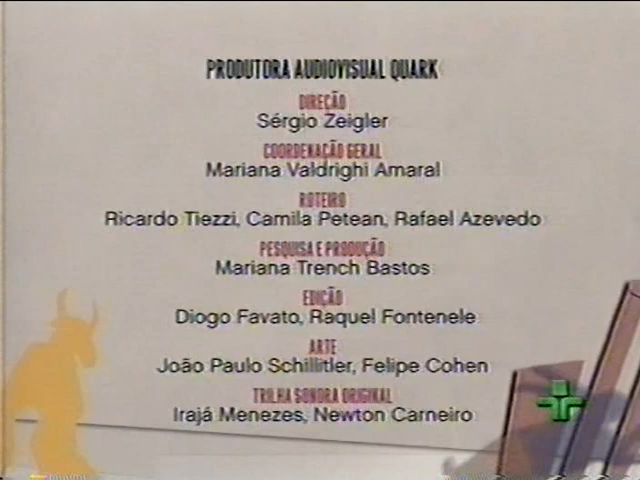 PRODUTORA AUDIOVISUAL QUARK
DIREÇÃO
Sérgio Zeigler
COORDENAÇÃO GERAL
Mariana Valdrighi Amaral
ROTEIRO
Ricardo Tiezzi, Camila Petean, Rafael Azevedo
PESQUISA E PRODUÇÃO
Mariana Trench Bastos
EDIÇÃO
Diogo Favato, Raquel Fontenele
ARTE
João Paulo Schillitler, Felipe Cohen
TRILHA SONORA ORIGINAL
Irajá Menezes, Newton Carneiro